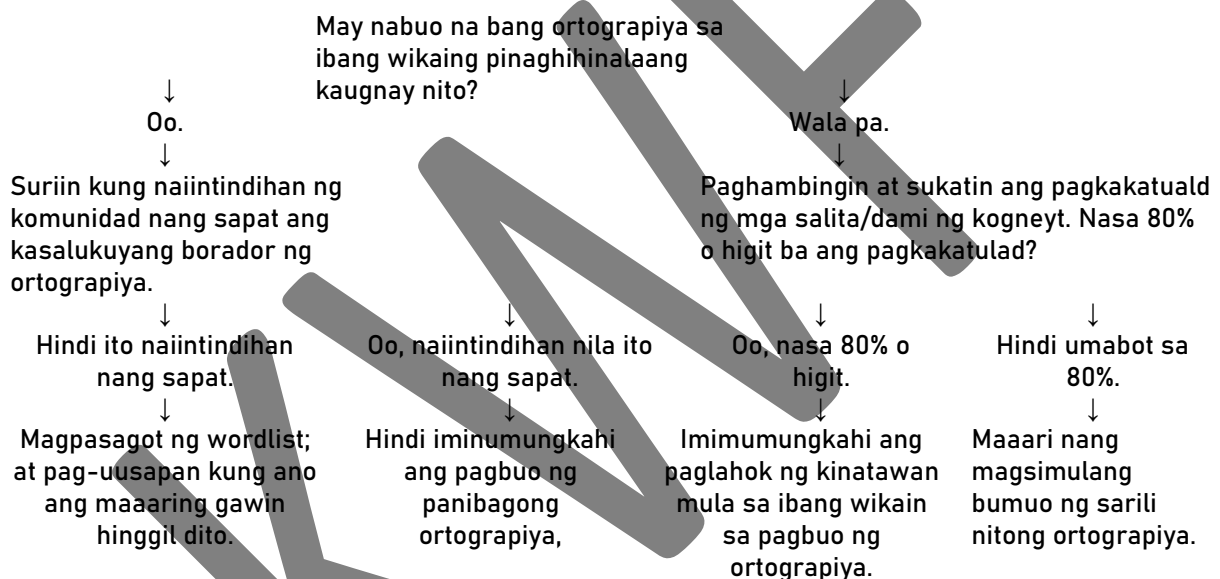 May nabuo na bang ortograpiya sa
ibang wikaing pinaghihinalaang
kaugnay nito?
↓ ↓
Oo. Wala pa.
↓ ↓
Suriin kung naiintindihan ng
komunidad nang sapat ang
kasalukuyang borador ng
ortograpiya.
Paghambingin at sukatin ang pagkakatuald
ng mga salita/dami ng kogneyt. Nasa 80%
o higit ba ang pagkakatulad?
↓ ↓ ↓ ↓
Hindi ito naiintindihan
nang sapat.
Oo, naiintindihan nila ito
nang sapat.
Oo, nasa 80% o
higit.
Hindi umabot sa
80%.
↓ ↓ ↓ ↓
Magpasagot ng wordlist;
at pag-uusapan kung ano
ang maaaring gawin
hinggil dito.
Hindi iminumungkahi
ang pagbuo ng
panibagong
ortograpiya,
Imimumungkahi ang
paglahok ng kinatawan
mula sa ibang wikain
sa pagbuo ng
ortograpiya.
Maaari nang
magsimulang
bumuo ng sarili
nitong ortograpiya.
KWF